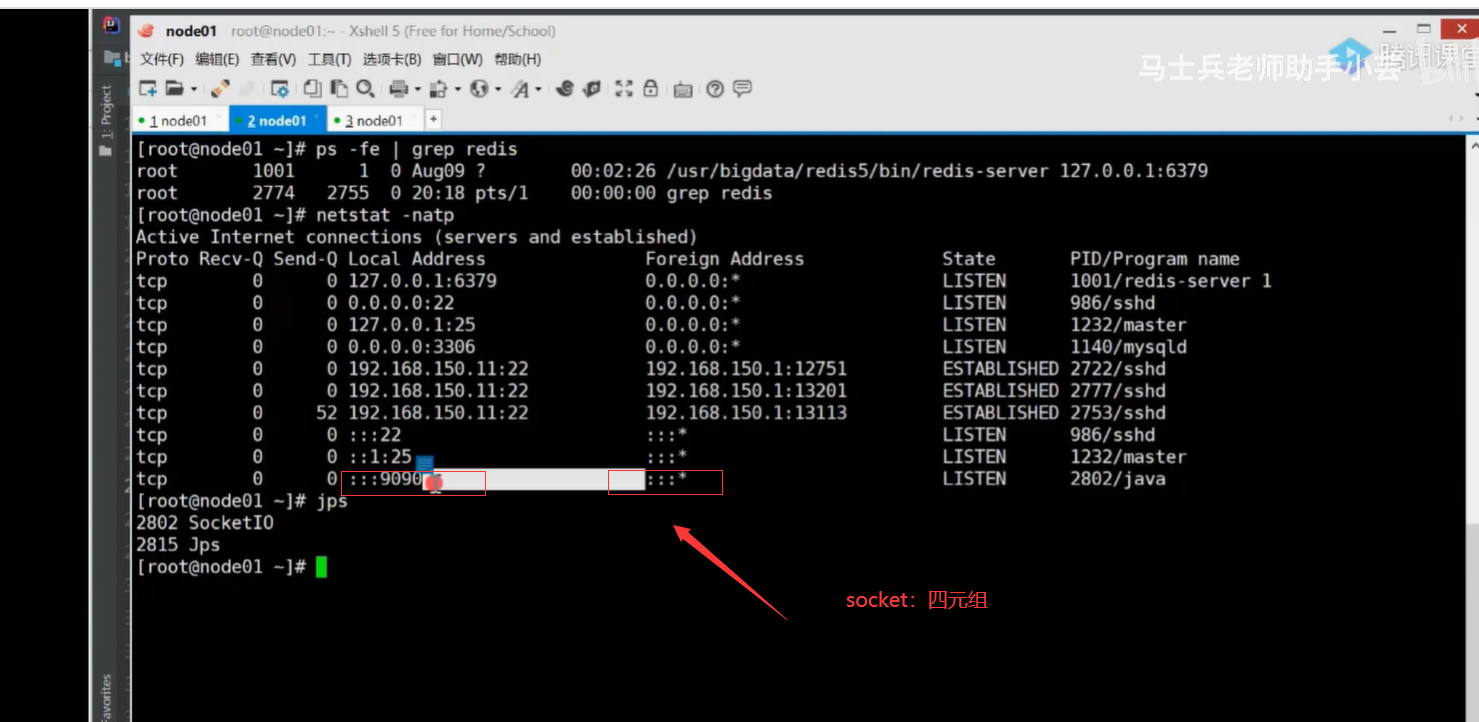 node01 root@node01:~ - Xshell 5 (Free for Home/School)
文件(F) 编辑(E) 查看(V) 工具(T) 选项卡(B) 窗口(W) 帮助(H)
马士兵老师助手小芸
腾讯课堂
1: Project
1 node01 2 node01 3 node01 +
[root@node01 ~]# ps -fe | grep redis
root 1001 1 0 Aug09 ? 00:02:26 /usr/bigdata/redis5/bin/redis-server 127.0.0.1:6379
root 2774 2755 0 20:18 pts/1 00:00:00 grep redis
[root@node01 ~]# netstat -natp
Active Internet connections (servers and established)
Proto Recv-Q Send-Q Local Address Foreign Address State PID/Program name
tcp 0 0 127.0.0.1:6379 0.0.0.0:* LISTEN 1001/redis-server 1
tcp 0 0 0.0.0.0:22 0.0.0.0:* LISTEN 986/sshd
tcp 0 0 127.0.0.1:25 0.0.0.0:* LISTEN 1232/master
tcp 0 0 0.0.0.0:3306 0.0.0.0:* LISTEN 1140/mysqld
tcp 0 0 192.168.150.11:22 192.168.150.1:12751 ESTABLISHED 2722/sshd
tcp 0 0 192.168.150.11:22 192.168.150.1:13201 ESTABLISHED 2777/sshd
tcp 0 52 192.168.150.11:22 192.168.150.1:13113 ESTABLISHED 2753/sshd
tcp 0 0 :::22 :::* LISTEN 986/sshd
tcp 0 0 ::1:25 :::* LISTEN 1232/master
tcp 0 0 :::9090 :::* LISTEN 2802/java
[root@node01 ~]# jps
2802 SocketIO
2815 Jps
[root@node01 ~]#
socket：四元组